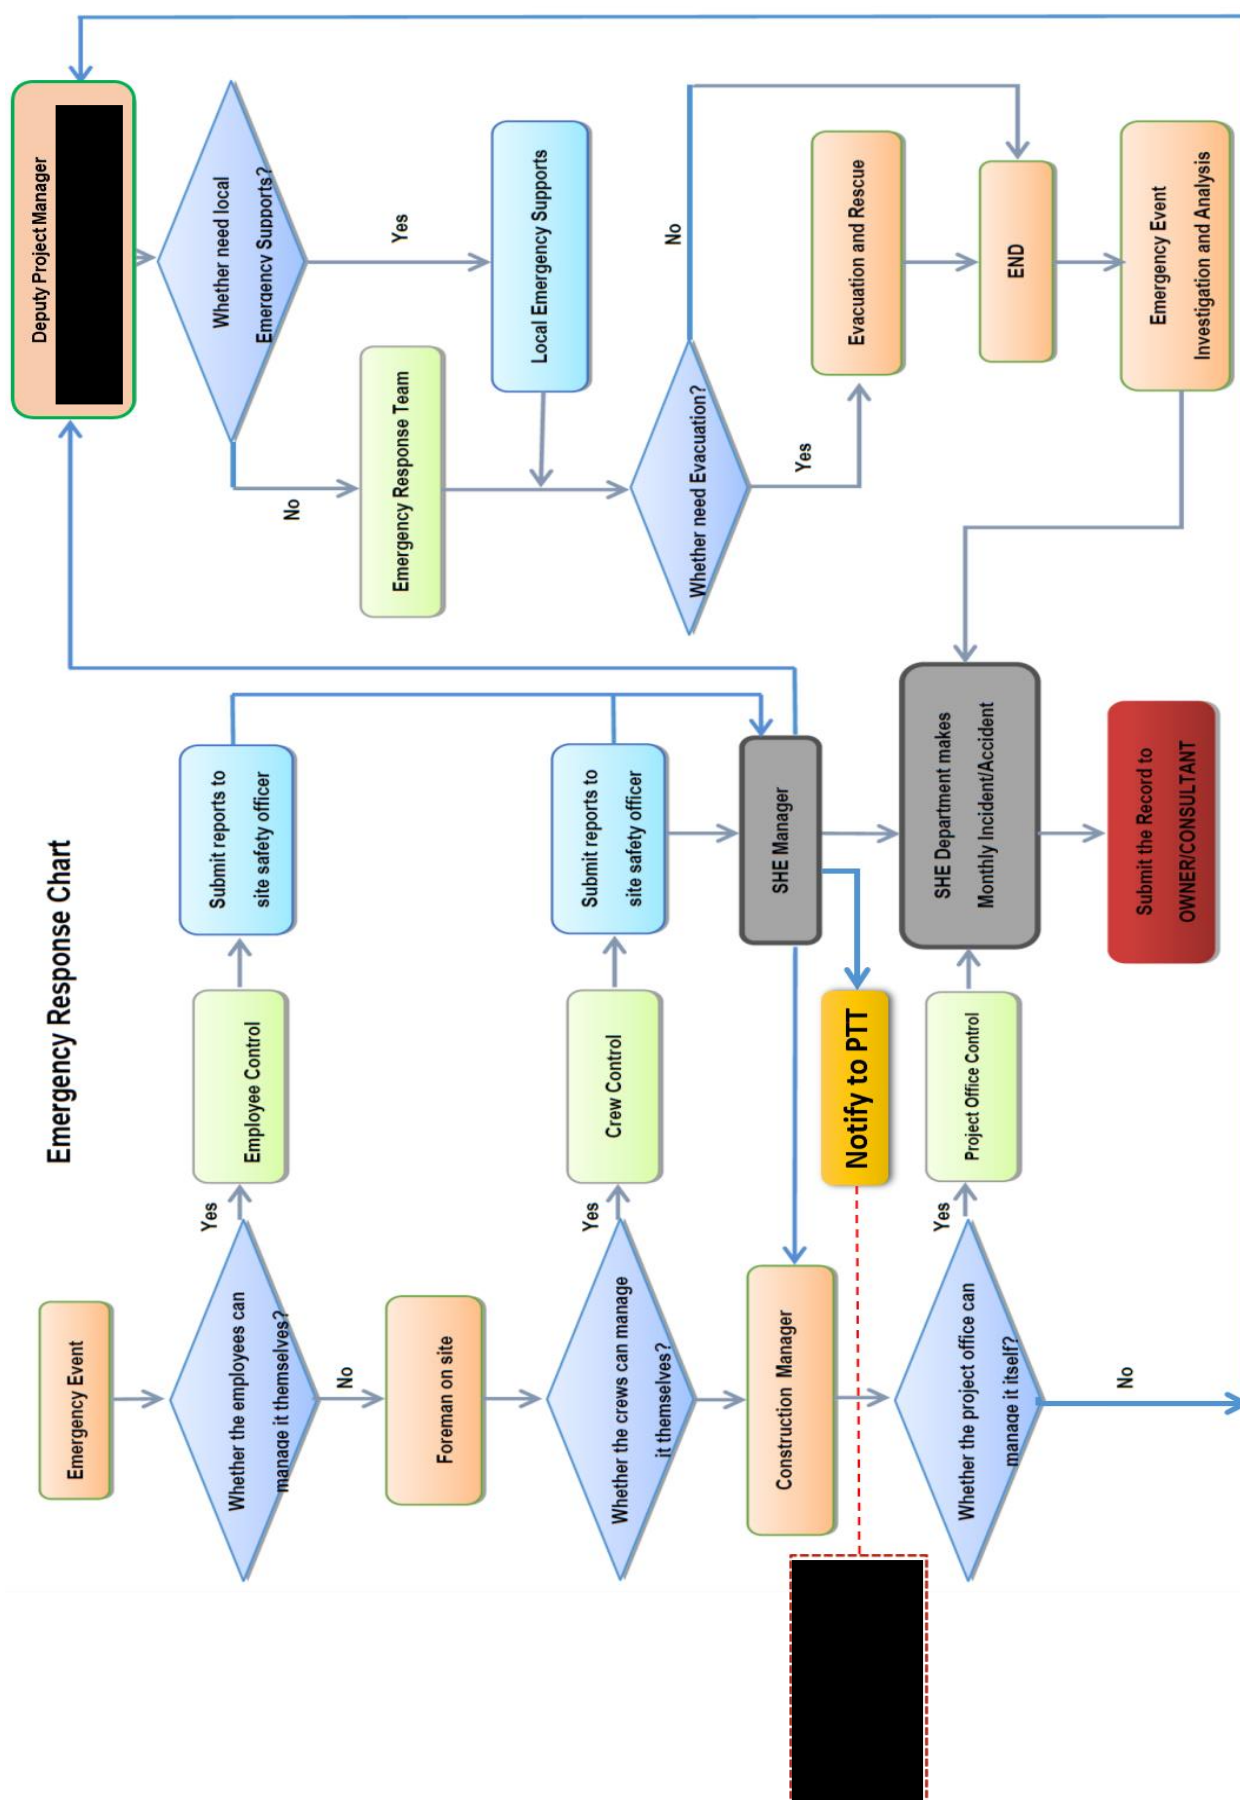 Emergency Response Chart
Emergency Event
Whether the employees can
manage it themselves?
Yes
Employee Control
Submit reports to
site safety officer
No
Foreman on site
Whether the crews can manage
it themselves?
Yes
Crew Control
Submit reports to
site safety officer
SHE Manager
Construction Manager
Notify to PTT
Whether the project office can
manage it itself?
Yes
Project Office Control
SHE Department makes
Monthly Incident/Accident
Submit the Record to
OWNER/CONSULTANT
No
Deputy Project Manager
Whether need local
Emergency Supports?
Yes
Local Emergency Supports
No
Emergency Response Team
Whether need Evacuation?
No
Yes
Evacuation and Rescue
END
Emergency Event
Investigation and Analysis